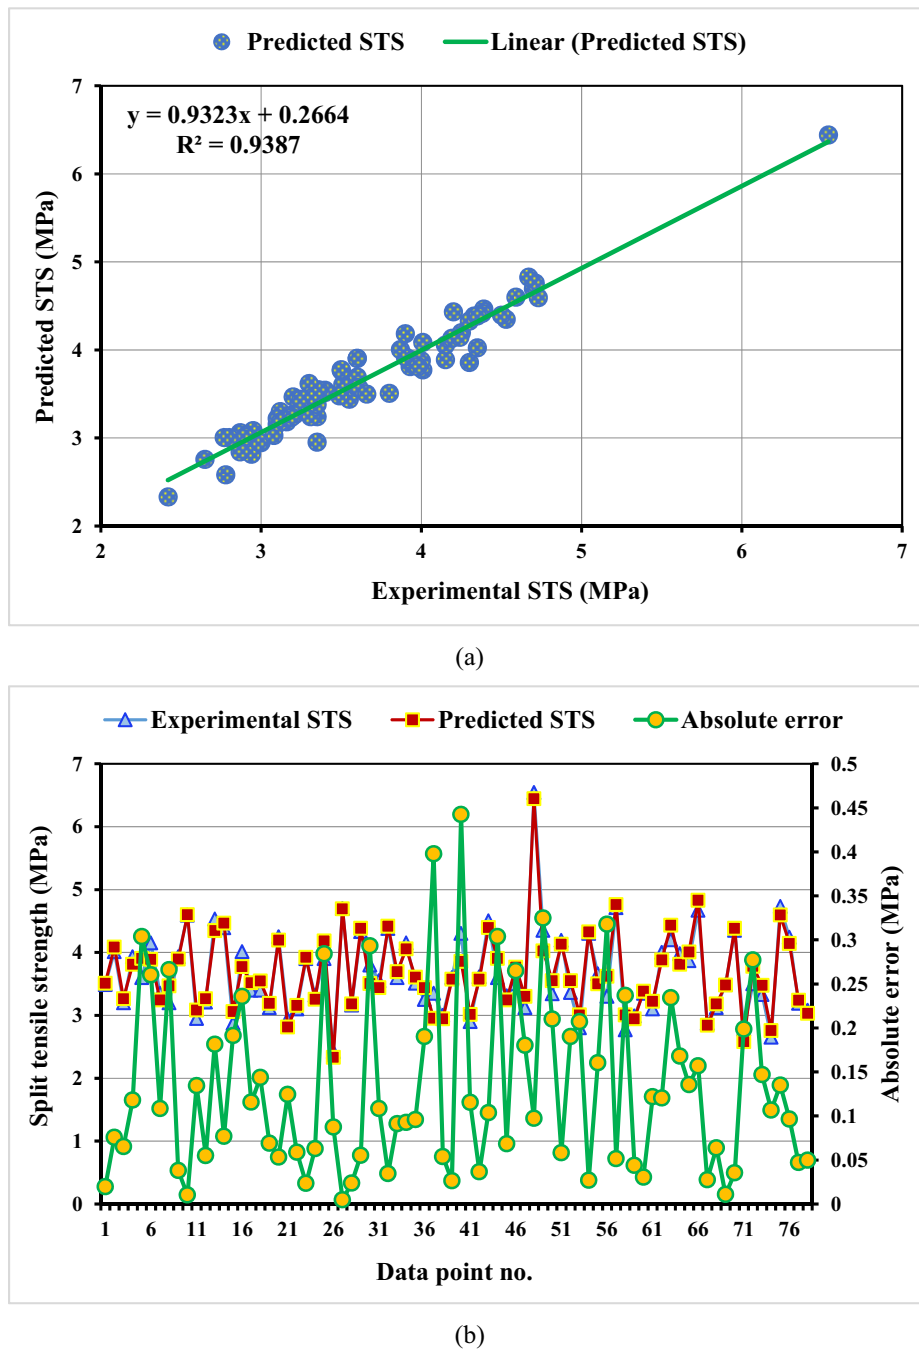 Predicted STS Linear (Predicted STS)
7
y = 0.9323x + 0.2664
R² = 0.9387
6
5
4
3
2
Predicted STS (MPa)
2 3 4 5 6 7
Experimental STS (MPa)
(a)
Experimental STS Predicted STS Absolute error
7 0.5
0.45
6
0.4
5 0.35
0.3
4
0.25
3
0.2
2 0.15
0.1
1
0.05
0 0
Split tensile strength (MPa)
Absolute error (MPa)
1 6 11 16 21 26 31 36 41 46 51 56 61 66 71 76
Data point no.
(b)